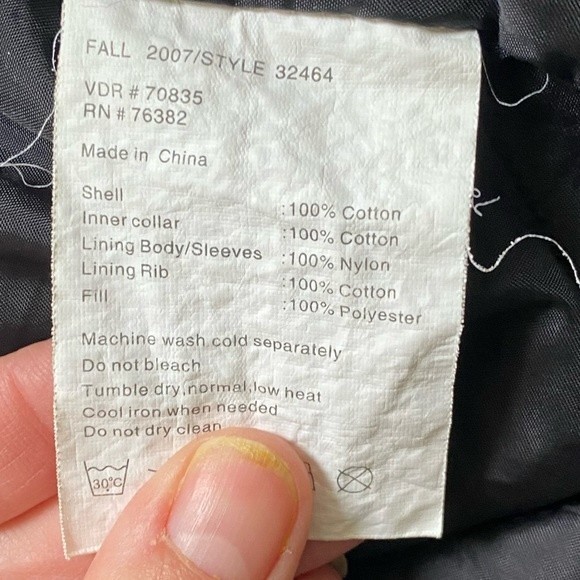 FALL 2007/STYLE 32464
VDR # 70835
RN # 76382
Made in China
Shell :100% Cotton
Inner collar :100% Cotton
Lining Body/Sleeves :100% Nylon
Lining Rib :100% Cotton
Fill :100% Polyester
Machine wash cold separately
Do not bleach
Tumble dry,normal,low heat
Cool iron when needed
Do not dry clean
30°C